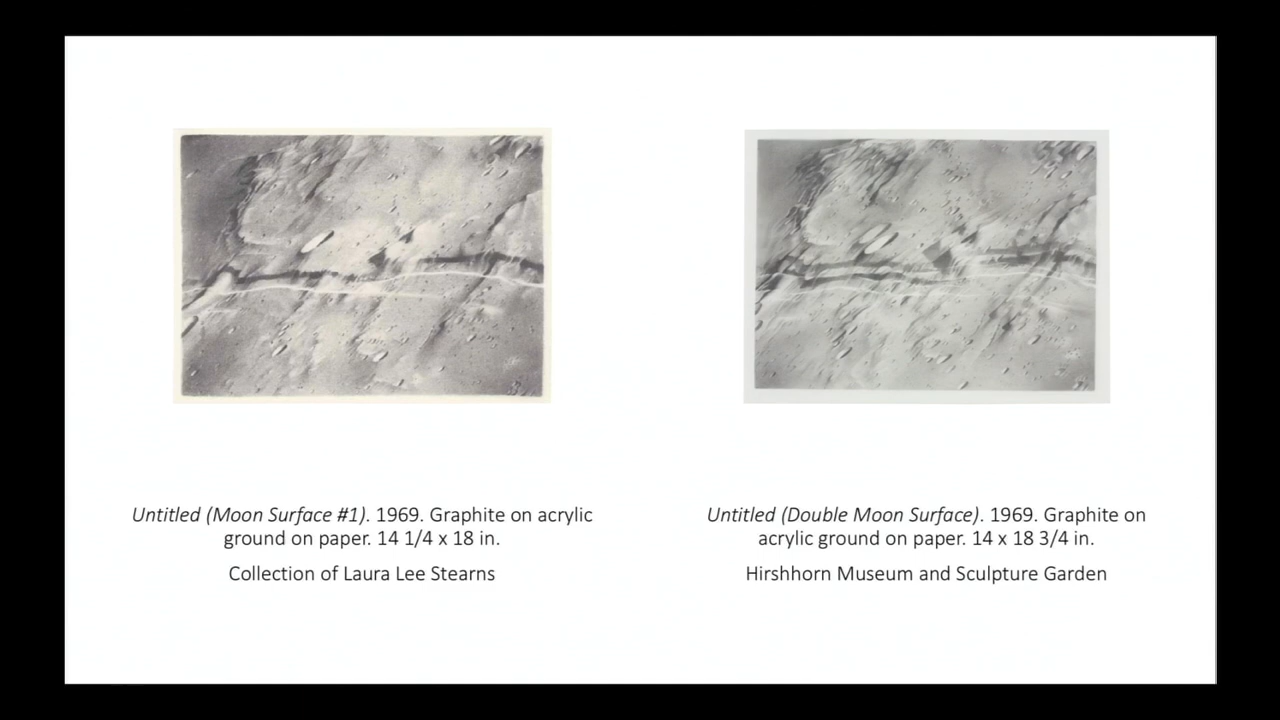 Untitled (Moon Surface #1). 1969. Graphite on acrylic
ground on paper. 14 1/4 x 18 in.
Collection of Laura Lee Stearns
Untitled (Double Moon Surface). 1969. Graphite on
acrylic ground on paper. 14 x 18 3/4 in.
Hirshhorn Museum and Sculpture Garden